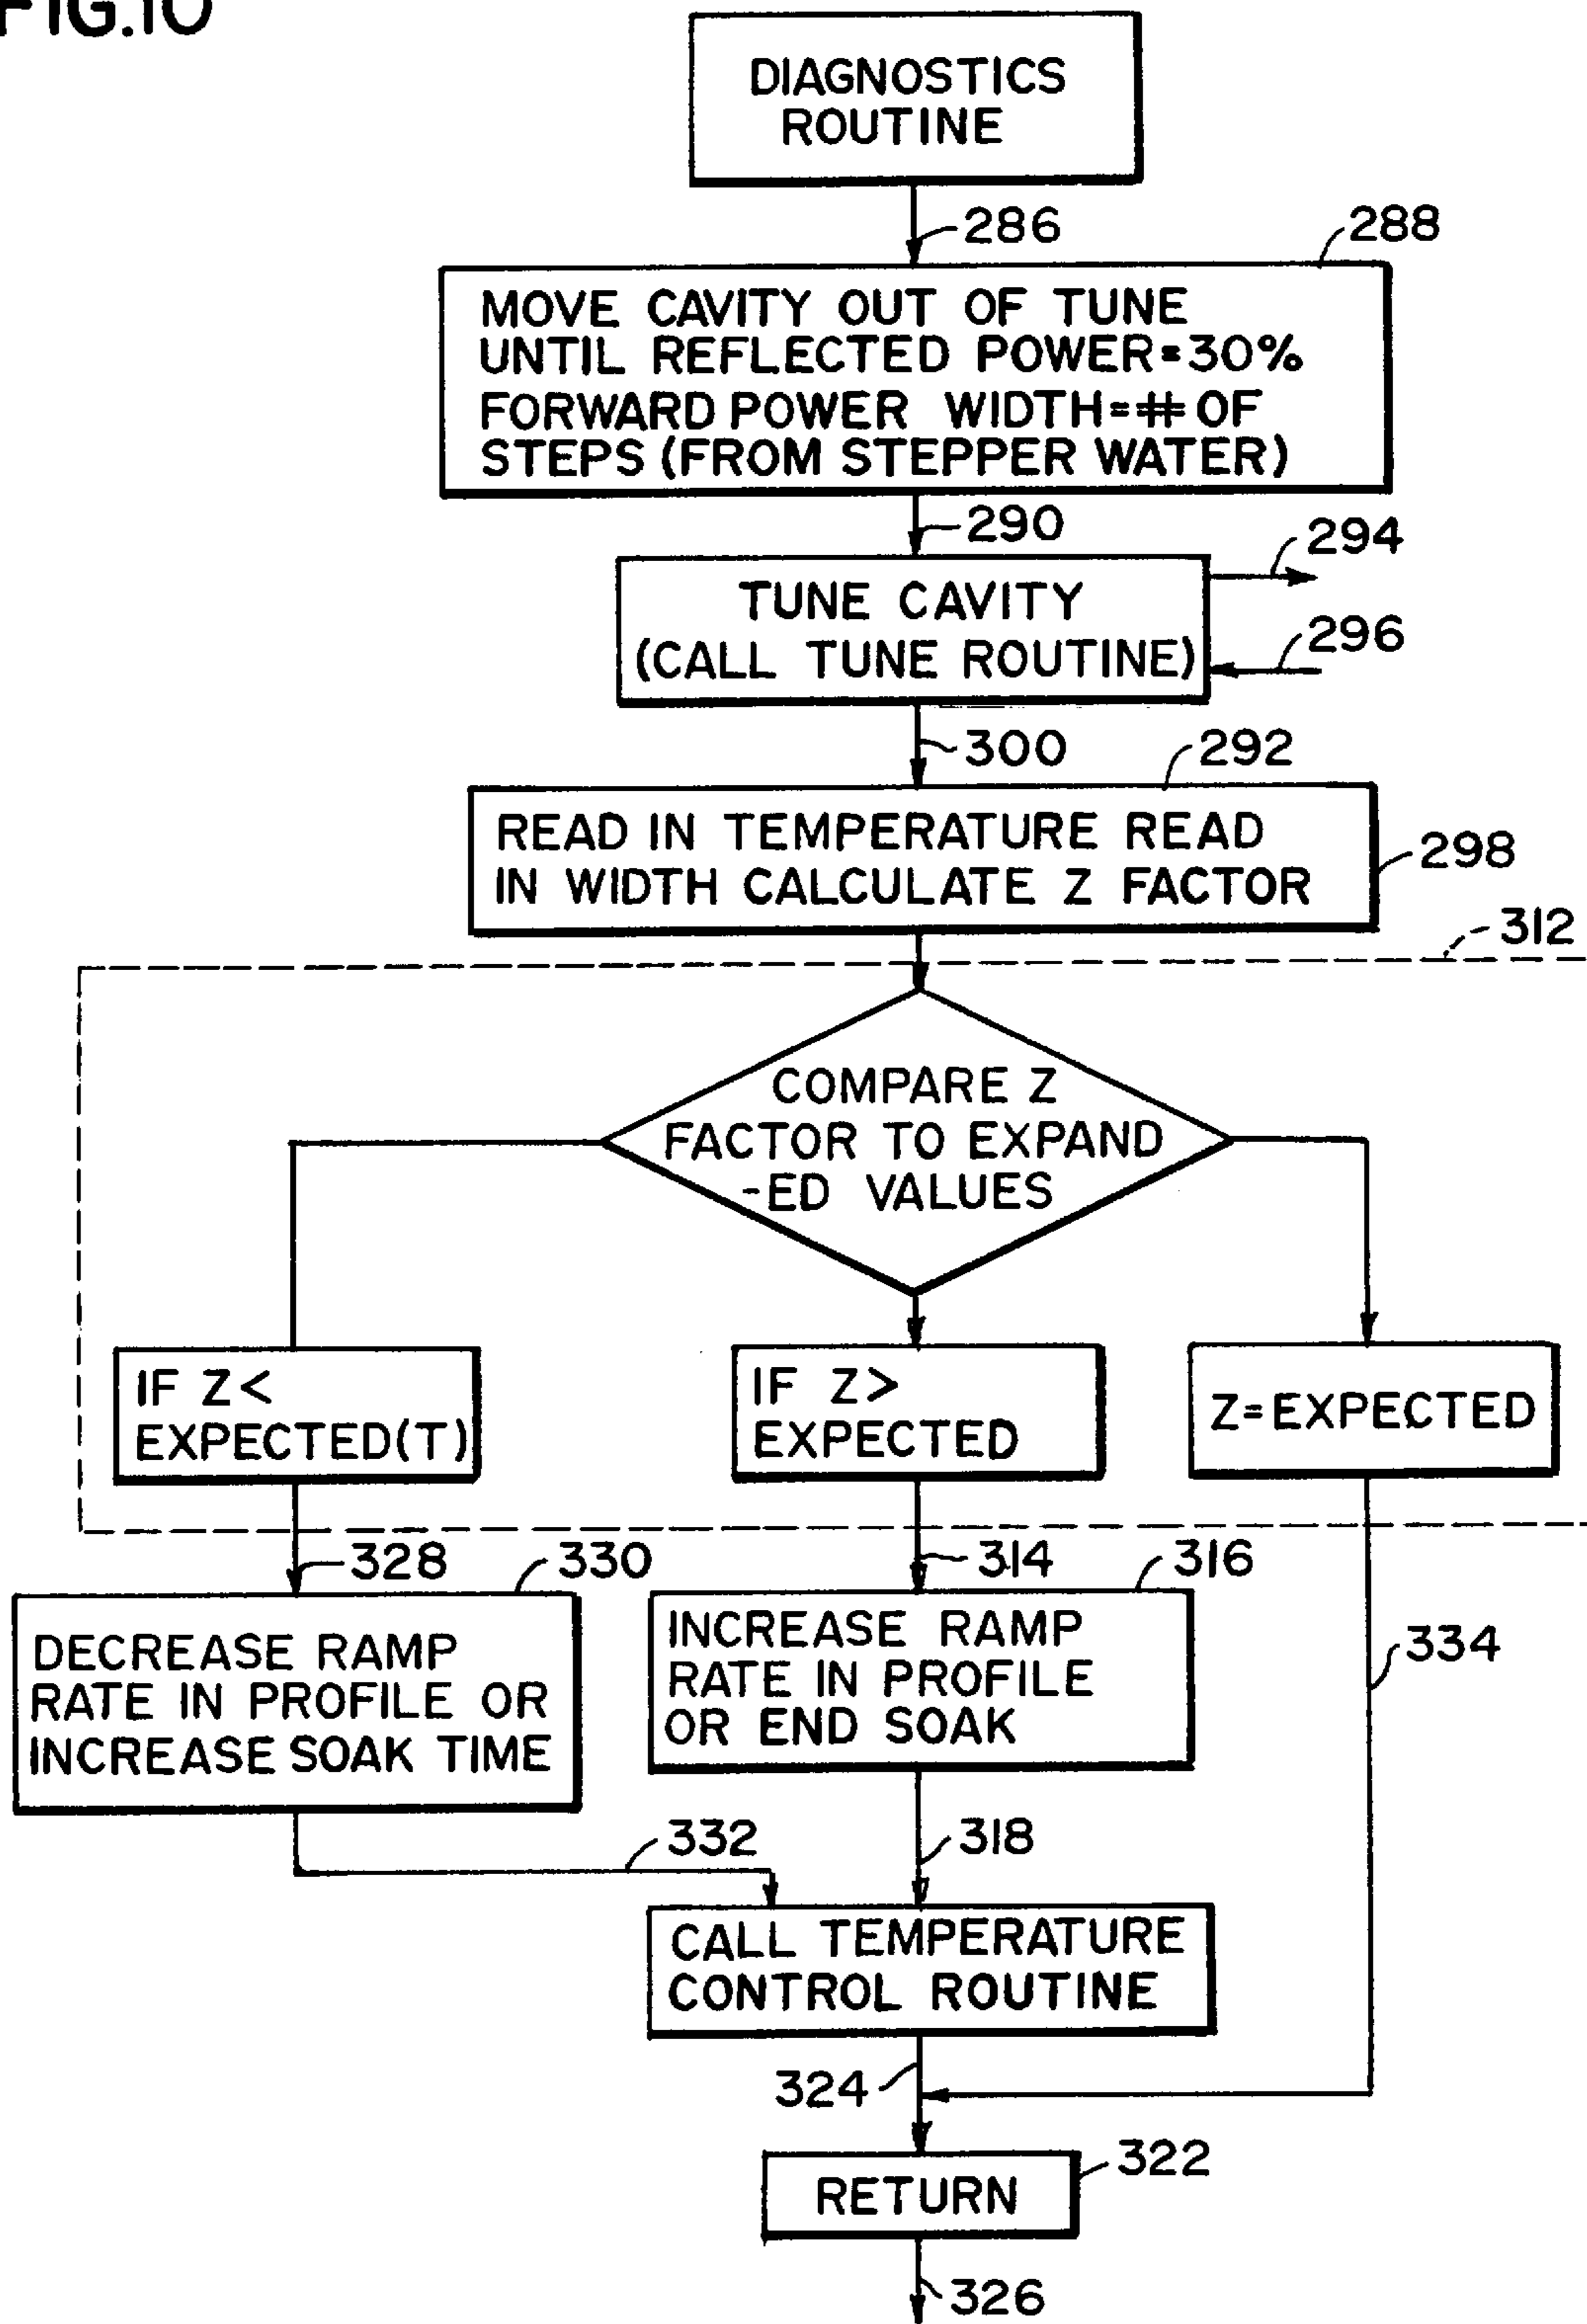 FIG.10
DIAGNOSTICS
ROUTINE
286
288
MOVE CAVITY OUT OF TUNE
UNTIL REFLECTED POWER=30%
FORWARD POWER WIDTH=# OF
STEPS (FROM STEPPER WATER)
290
294
TUNE CAVITY
(CALL TUNE ROUTINE)
296
300
292
READ IN TEMPERATURE READ
IN WIDTH CALCULATE Z FACTOR
298
312
COMPARE Z
FACTOR TO EXPAND
-ED VALUES
IF Z<
EXPECTED(T)
IF Z>
EXPECTED
Z=EXPECTED
328
330
314
316
DECREASE RAMP
RATE IN PROFILE OR
INCREASE SOAK TIME
INCREASE RAMP
RATE IN PROFILE
OR END SOAK
334
332
318
CALL TEMPERATURE
CONTROL ROUTINE
324
322
RETURN
326